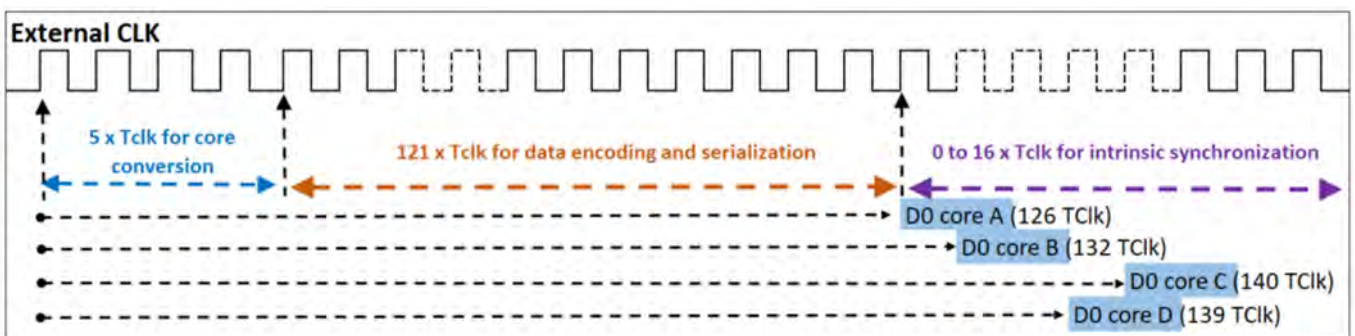 External CLK
5 x Tclk for core
conversion
121 x Tclk for data encoding and serialization
0 to 16 x Tclk for intrinsic synchronization
D0 core A (126 TClk)
D0 core B (132 TClk)
D0 core C (140 TClk)
D0 core D (139 TClk)